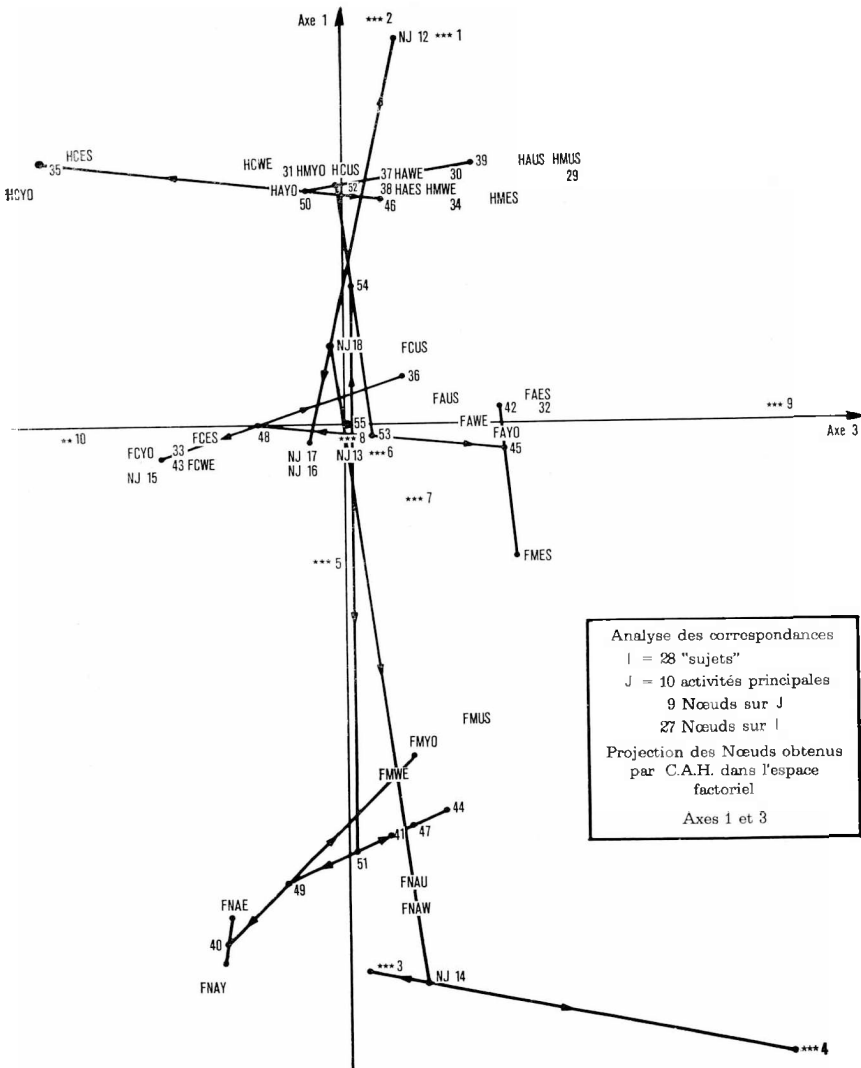 Axe 1
*** 2
NJ 12 *** 1
HCES
35
HCWE
31 HMYO HCUS
37 HAWE
39
HAUS HMUS
30
29
HCYO
HAYO
52
38 HAES HMWE
HMES
50
46
34
54
NJ 18
FCUS
36
FAUS
FAES
*** 9
42
32
** 10
FCES
48
55
FAWE
Axe 3
FCYO 33
*** 8
53
FAYO
43 FCWE
NJ 17
NJ 13
*** 6
45
NJ 15
NJ 16
*** 7
FMES
*** 5
Analyse des correspondances
I = 28 "sujets"
J = 10 activités principales
9 Nœuds sur J
27 Nœuds sur I
Projection des Nœuds obtenus
par C.A.H. dans l'espace
factoriel
Axes 1 et 3
FMUS
FMYO
FMWE
44
41
47
51
49
FNAU
FNAE
FNAW
40
FNAY
*** 3
NJ 14
*** 4